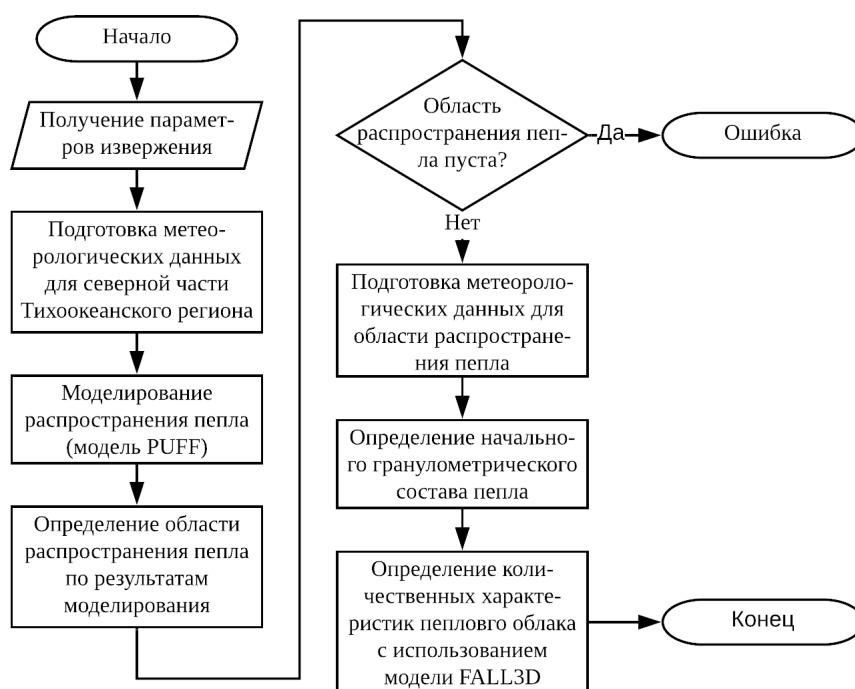 Начало
Получение парамет-
ров извержения
Подготовка метео-
рологических данных
для северной части
Тихоокеанского региона
Моделирование
распространения пепла
(модель PUFF)
Определение области
распространения пепла
по результатам
моделирования
Область
распространения пеп-
ла пуста?
Да
Ошибка
Нет
Подготовка метеороло-
гических данных для
области распростране-
ния пепла
Определение начально-
го гранулометрического
состава пепла
Определение коли-
чественных характе-
ристик пепловго облака
с использованием
модели FALL3D
Конец